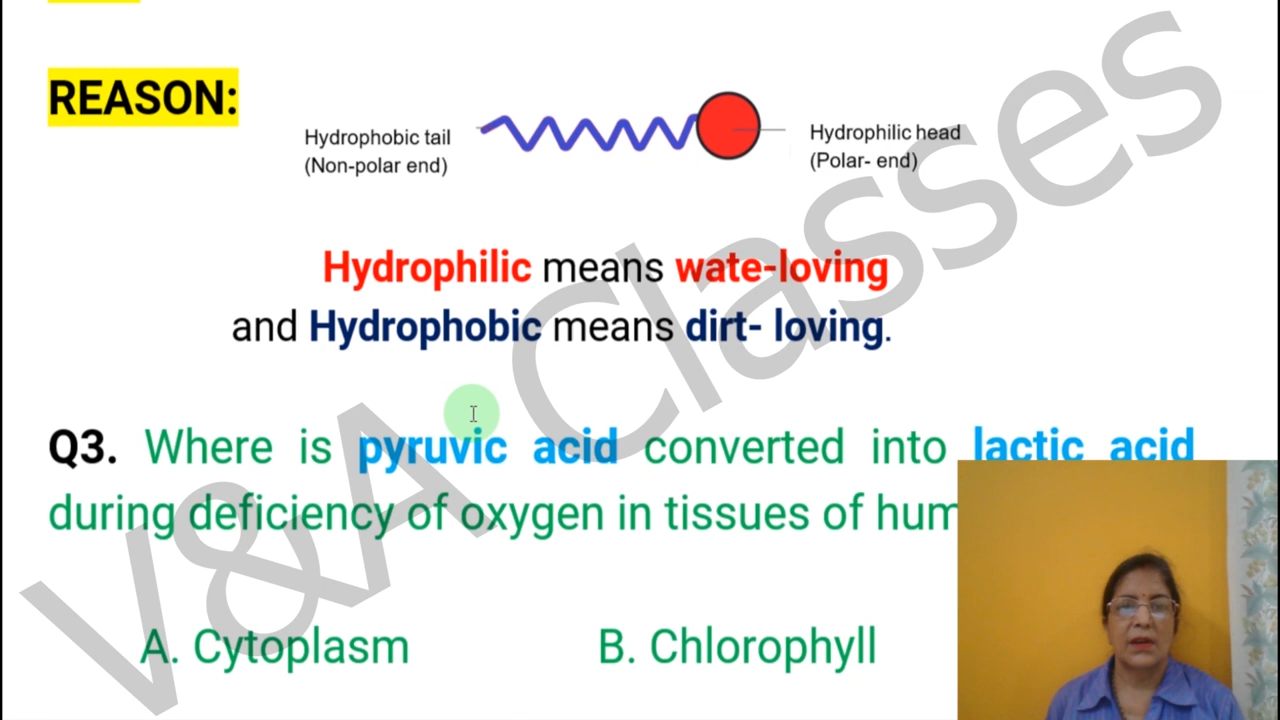 REASON:
Hydrophobic tail
(Non-polar end)
Hydrophilic head
(Polar- end)
Hydrophilic means wate-loving
and Hydrophobic means dirt- loving.
Q3. Where is pyruvic acid converted into lactic acid
during deficiency of oxygen in tissues of hum
A. Cytoplasm
B. Chlorophyll
V&A Classes